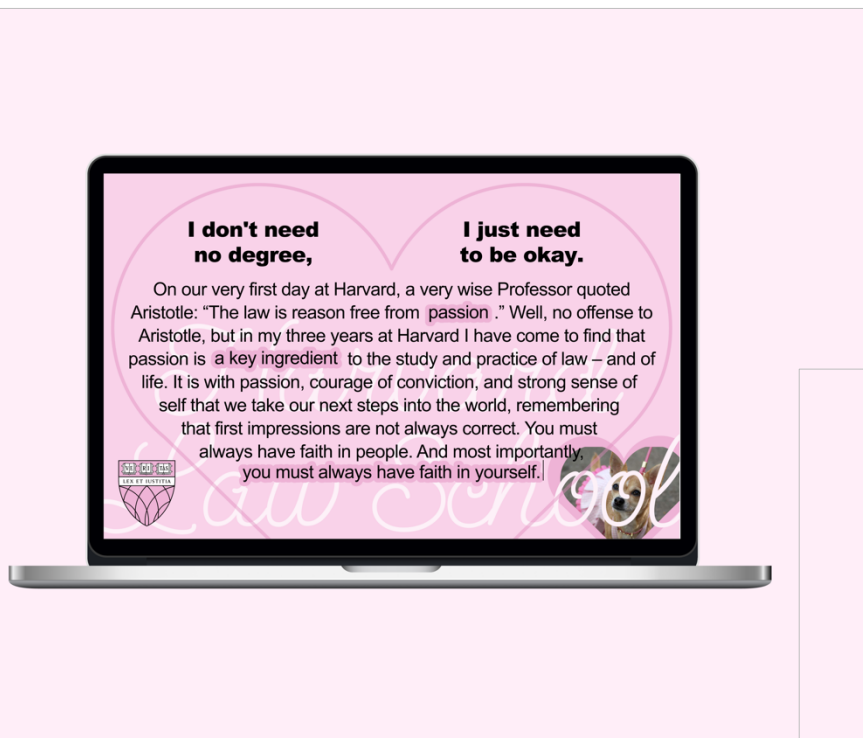 I don't need
no degree,
I just need
to be okay.
On our very first day at Harvard, a very wise Professor quoted
Aristotle: “The law is reason free from passion .” Well, no offense to
Aristotle, but in my three years at Harvard I have come to find that
passion is a key ingredient to the study and practice of law – and of
life. It is with passion, courage of conviction, and strong sense of
self that we take our next steps into the world, remembering
that first impressions are not always correct. You must
always have faith in people. And most importantly,
you must always have faith in yourself.
Harvard
Law School
VE RI TAS
LEX ET IUSTITIA